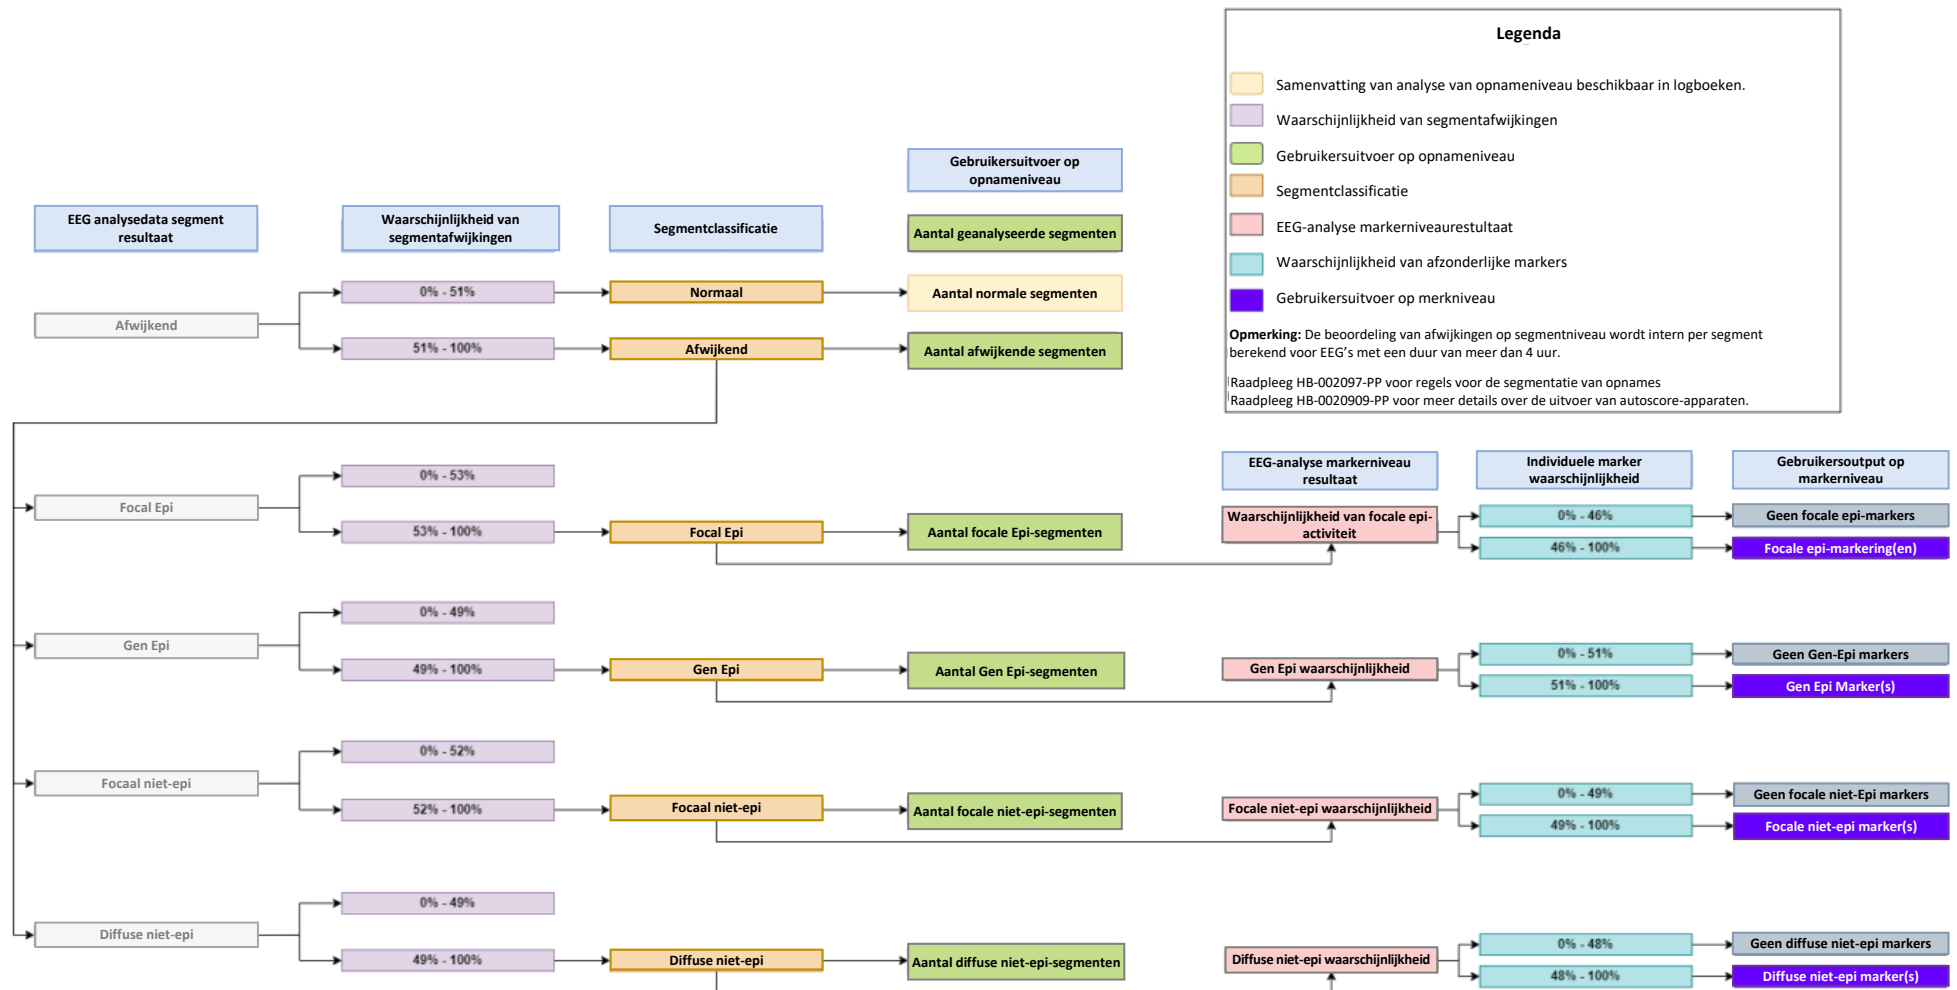 Legenda
Samenvatting van analyse van opnameniveau beschikbaar in logboeken.
Waarschijnlijkheid van segmentafwijkingen
Gebruikersuitvoer op opnameniveau
Segmentclassificatie
EEG-analyse markerniveaurestultaat
Waarschijnlijkheid van afzonderlijke markers
Gebruikersuitvoer op merkniveau
Opmerking: De beoordeling van afwijkingen op segmentniveau wordt intern per segment
berekend voor EEG's met een duur van meer dan 4 uur.
Raadpleeg HB-002097-PP voor regels voor de segmentatie van opnames
Raadpleeg HB-0020909-PP voor meer details over de uitvoer van autoscore-apparaten.
EEG analysedata segment
resultaat
Waarschijnlijkheid van
segmentafwijkingen
Segmentclassificatie
Gebruikersuitvoer op
opnameniveau
Aantal geanalyseerde segmenten
Afwijkend
0% - 51%
Normaal
Aantal normale segmenten
51% - 100%
Afwijkend
Aantal afwijkende segmenten
EEG-analyse markerniveau
resultaat
Individuele marker
waarschijnlijkheid
Gebruikersoutput op
markerniveau
Focal Epi
0% - 53%
53% - 100%
Focal Epi
Aantal focale Epi-segmenten
Waarschijnlijkheid van focale epi-
activiteit
0% - 46%
Geen focale epi-markers
46% - 100%
Focale epi-markering(en)
Gen Epi
0% - 49%
49% - 100%
Gen Epi
Aantal Gen Epi-segmenten
Gen Epi waarschijnlijkheid
0% - 51%
Geen Gen-Epi markers
51% - 100%
Gen Epi Marker(s)
Focaal niet-epi
0% - 52%
52% - 100%
Focaal niet-epi
Aantal focale niet-epi-segmenten
Focale niet-epi waarschijnlijkheid
0% - 49%
Geen focale niet-Epi markers
49% - 100%
Focale niet-epi marker(s)
Diffuse niet-epi
0% - 49%
49% - 100%
Diffuse niet-epi
Aantal diffuse niet-epi-segmenten
Diffuse niet-epi waarschijnlijkheid
0% - 48%
Geen diffuse niet-epi markers
48% - 100%
Diffuse niet-epi marker(s)